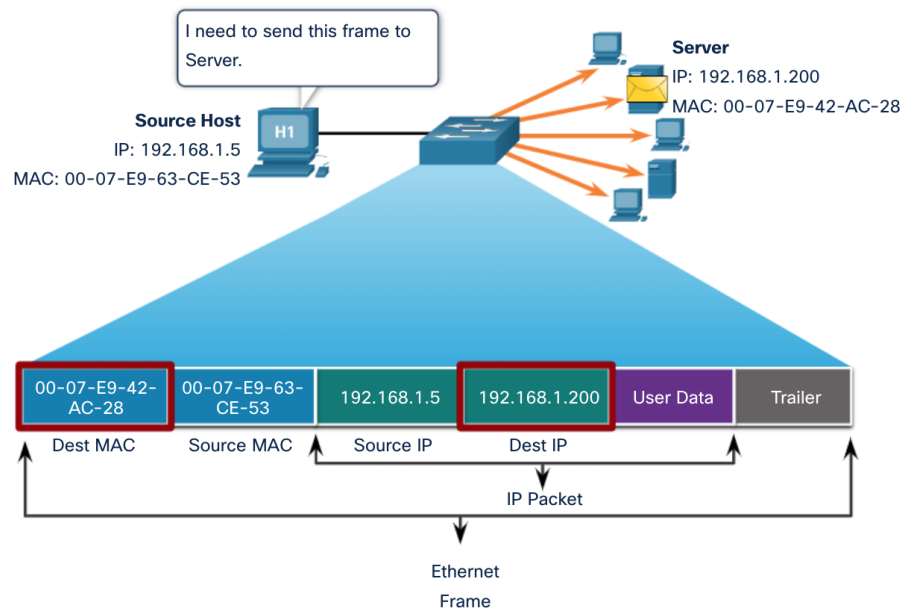 I need to send this frame to
Server.
Server
IP: 192.168.1.200
MAC: 00-07-E9-42-AC-28
Source Host
IP: 192.168.1.5
MAC: 00-07-E9-63-CE-53
H1
00-07-E9-42-
AC-28
00-07-E9-63-
CE-53
192.168.1.5
192.168.1.200
User Data
Trailer
Dest MAC
Source MAC
Source IP
Dest IP
IP Packet
Ethernet
Frame